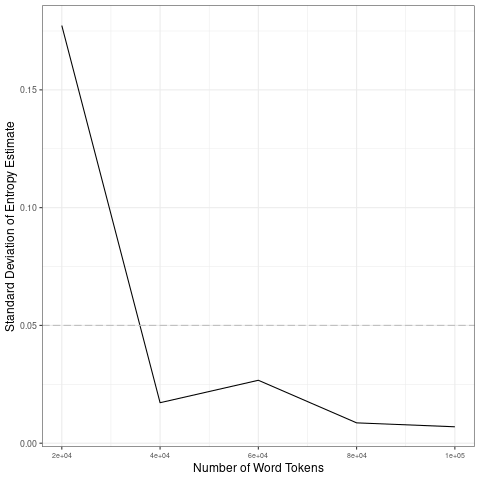 Standard Deviation of Entropy Estimate
0.15
0.10
0.05
0.00
2e+04 4e+04 6e+04 8e+04 1e+05
Number of Word Tokens